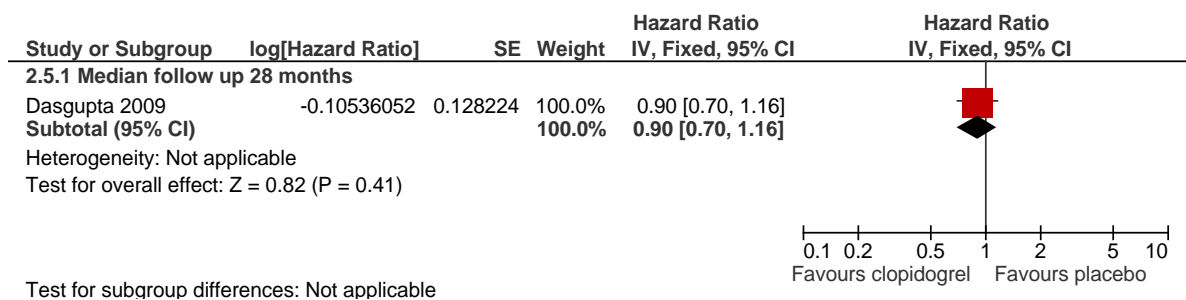 Hazard Ratio Hazard Ratio
Study or Subgroup log[Hazard Ratio] SE Weight IV, Fixed, 95% CI IV, Fixed, 95% CI
2.5.1 Median follow up 28 months
Dasgupta 2009 -0.10536052 0.128224 100.0% 0.90 [0.70, 1.16]
Subtotal (95% CI) 100.0% 0.90 [0.70, 1.16]
Heterogeneity: Not applicable
Test for overall effect: Z = 0.82 (P = 0.41)
0.1 0.2 0.5 1 2 5 10
Favours clopidogrel Favours placebo
Test for subgroup differences: Not applicable